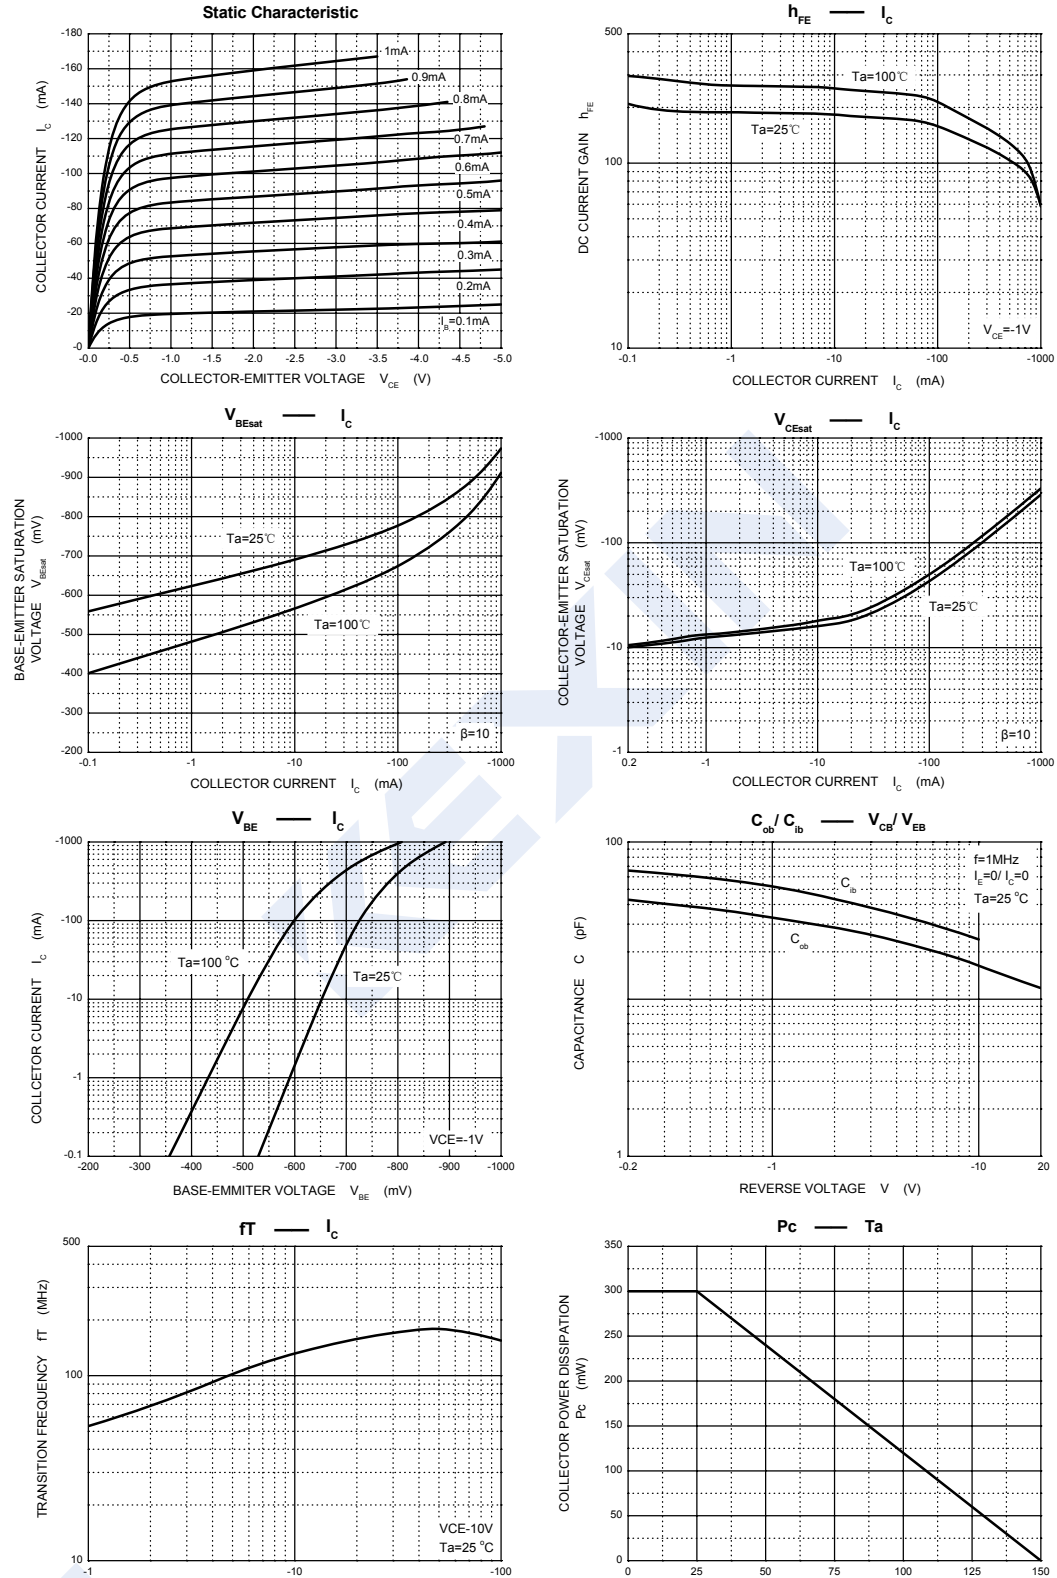 Static Characteristic
-180
-160
-140
-120
-100
-80
-60
-40
-20
-0
COLLECTOR CURRENT I_C (mA)
1mA
0.9mA
0.8mA
0.7mA
0.6mA
0.5mA
0.4mA
0.3mA
0.2mA
I_B=0.1mA
-0.0 -0.5 -1.0 -1.5 -2.0 -2.5 -3.0 -3.5 -4.0 -4.5 -5.0
COLLECTOR-EMITTER VOLTAGE V_CE (V)
h_FE —— I_C
500
100
10
DC CURRENT GAIN h_FE
Ta=100℃
Ta=25℃
V_CE=-1V
-0.1 -1 -10 -100 -1000
COLLECTOR CURRENT I_C (mA)
V_BEsat —— I_C
-1000
-900
-800
-700
-600
-500
-400
-300
-200
BASE-EMITTER SATURATION
VOLTAGE V_BEsat (mV)
Ta=25℃
Ta=100℃
β=10
-0.1 -1 -10 -100 -1000
COLLECTOR CURRENT I_C (mA)
V_CEsat —— I_C
-1000
-100
-10
-1
COLLECTOR-EMITTER SATURATION
VOLTAGE V_CEsat (mV)
Ta=100℃
Ta=25℃
β=10
0.2 -1 -10 -100 -1000
COLLECTOR CURRENT I_C (mA)
V_BE —— I_C
-1000
-100
-10
-1
-0.1
COLLCETOR CURRENT I_C (mA)
Ta=100 °C
Ta=25℃
VCE=-1V
-200 -300 -400 -500 -600 -700 -800 -900 -1000
BASE-EMMITER VOLTAGE V_BE (mV)
C_ob/ C_ib —— V_CB/ V_EB
100
1
CAPACITANCE C (pF)
f=1MHz
I_E=0/ I_C=0
Ta=25 °C
C_ib
C_ob
-0.2 -1 -10 20
REVERSE VOLTAGE V (V)
fT —— I_C
500
100
10
TRANSITION FREQUENCY fT (MHz)
VCE-10V
Ta=25 °C
-1 -10 -100
Pc —— Ta
350
300
250
200
150
100
50
0
COLLECTOR POWER DISSIPATION
Pc (mW)
0 25 50 75 100 125 150
KEXIN